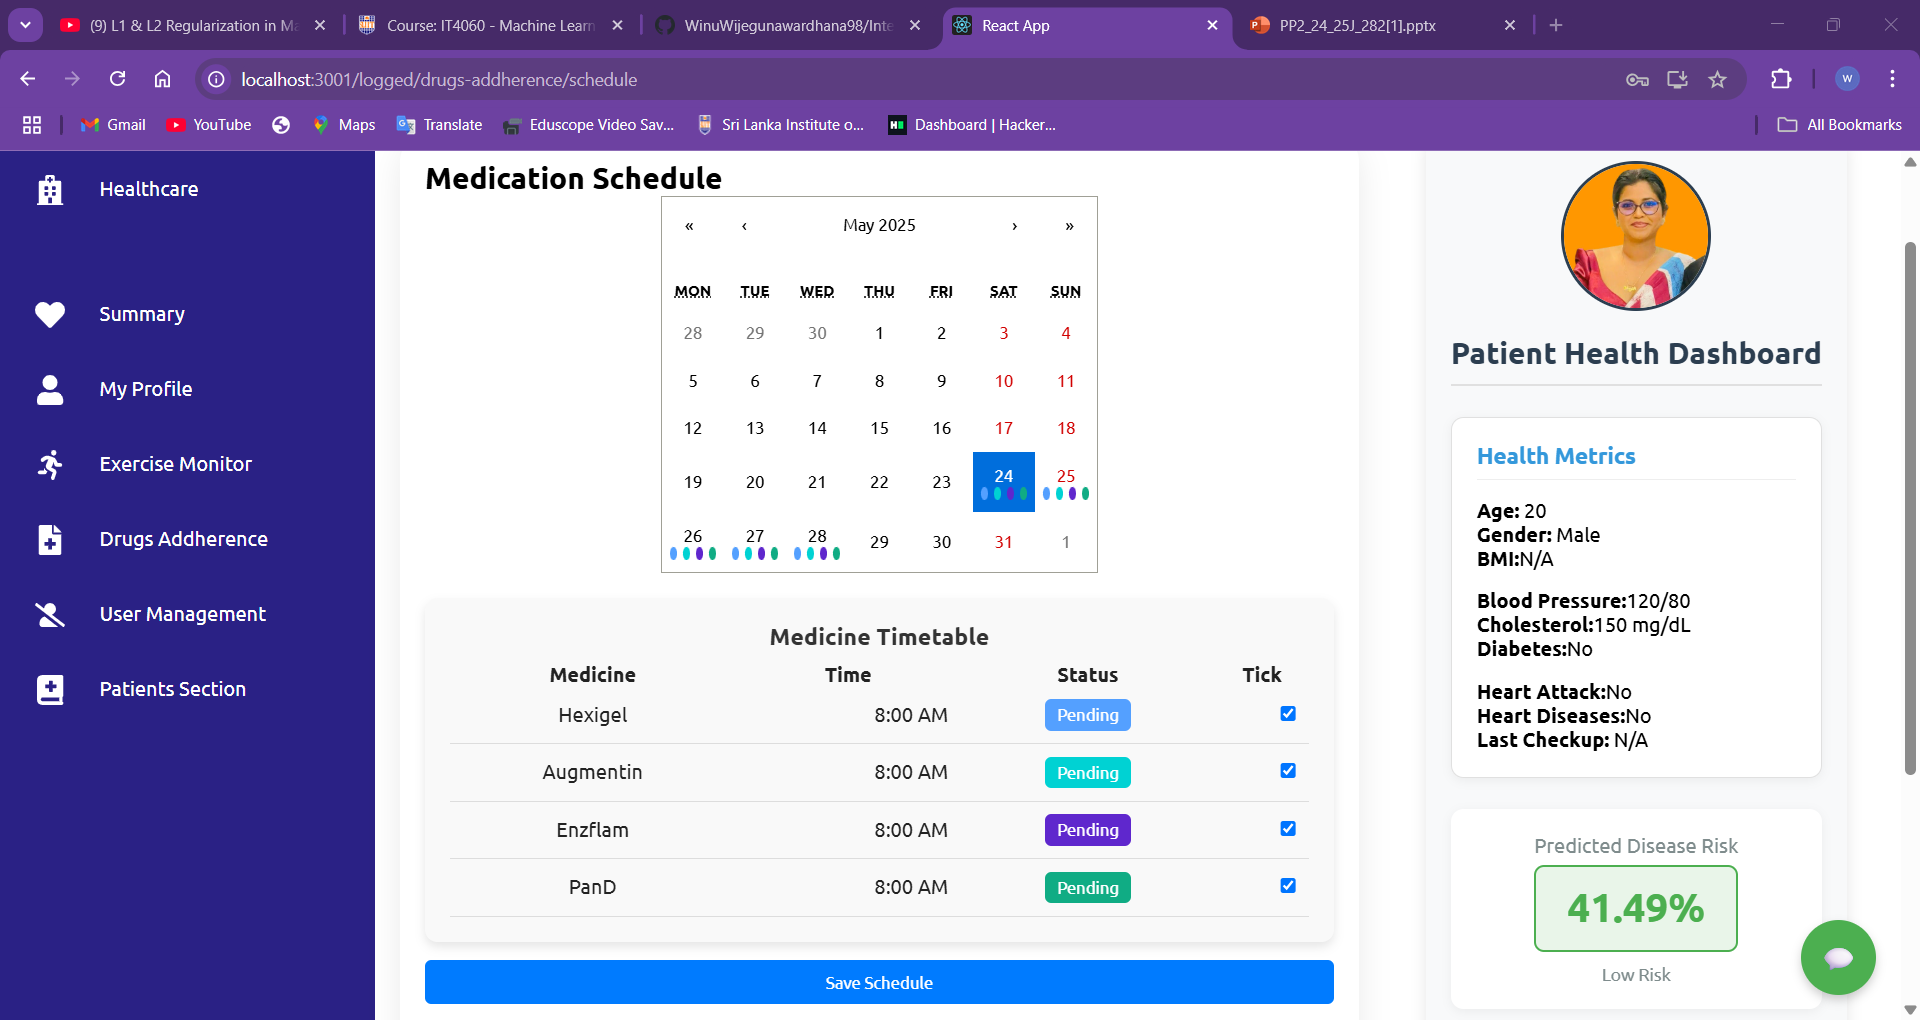 (9) L1 & L2 Regularization in Ma
Course: IT4060 - Machine Learn
WinuWijegunawardhana98/Inte
React App
PP2_24_25J_282[1].pptx
localhost:3001/logged/drugs-addherence/schedule
W
Gmail
YouTube
Maps
Translate
Eduscope Video Sav...
Sri Lanka Institute o...
Dashboard | Hacker...
All Bookmarks
Healthcare
Summary
My Profile
Exercise Monitor
Drugs Addherence
User Management
Patients Section
Medication Schedule
« ‹ May 2025 › »
MON TUE WED THU FRI SAT SUN
28 29 30 1 2 3 4
5 6 7 8 9 10 11
12 13 14 15 16 17 18
19 20 21 22 23 24 25
26 27 28 29 30 31 1
Medicine Timetable
Medicine Time Status Tick
Hexigel 8:00 AM Pending
Augmentin 8:00 AM Pending
Enzflam 8:00 AM Pending
PanD 8:00 AM Pending
Save Schedule
Patient Health Dashboard
Health Metrics
Age: 20
Gender: Male
BMI:N/A
Blood Pressure:120/80
Cholesterol:150 mg/dL
Diabetes:No
Heart Attack:No
Heart Diseases:No
Last Checkup: N/A
Predicted Disease Risk
41.49%
Low Risk